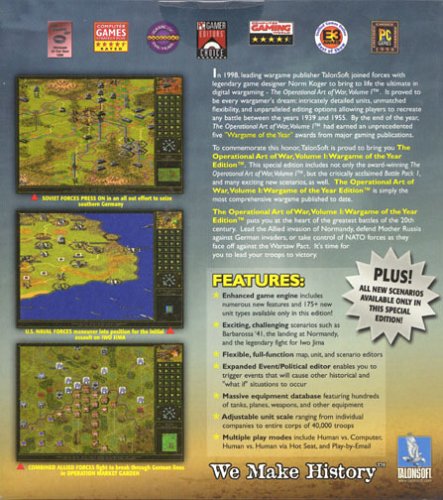 COMPUTER
GAMES
PC GAMER
EDITORS'
CHOICE
GAMING
E3
PC
GAMES
In 1998, leading wargame publisher TalonSoft joined forces with
legendary game designer Norm Koger to bring to life the ultimate in
digital wargaming - The Operational Art of War, Volume I™. It proved to
be every wargamer's dream: intricately detailed units, unmatched
flexibility, and unparalleled editing options allowing players to recreate
any battle between the years 1939 and 1955. By the end of the year,
The Operational Art of War, Volume I™ had earned an unprecedented
five "Wargame of the Year" awards from major gaming publications!
To commemorate this honor, TalonSoft is proud to bring you The
Operational Art of War, Volume I: Wargame of the Year
Edition™. This special edition includes not only the award-winning The
Operational Art of War, Volume I™, but the critically acclaimed Battle Pack I,
and many exciting new scenarios, as well. The Operational Art of
War, Volume I: Wargame of the Year Edition™ is simply the
most comprehensive wargame published to date.
The Operational Art of War, Volume I: Wargame of the Year
Edition™ puts you at the heart of the greatest battles of the 20th
century. Lead the Allied invasion of Normandy, defend Mother Russia
against German invaders, or take control of NATO forces as they
face off against the Warsaw Pact. It's time for
you to lead your troops to victory.
SOVIET FORCES PRESS ON in an all out effort to seize
southern Germany
U.S. NAVAL FORCES maneuver into position for the initial
assault on IWO JIMA
COMBINED ALLIED FORCES fight to break through German lines
in OPERATION MARKET GARDEN
FEATURES:
Enhanced game engine includes
numerous new features and 175+ new
unit types available only in this edition!
Exciting, challenging scenarios such as
Barbarossa '41, the landing at Normandy,
and the legendary fight for Iwo Jima
Flexible, full-function map, unit, and scenario editors
Expanded Event/Political editor enables you to
trigger events that will cause other historical and
"what if" situations to occur
Massive equipment database featuring hundreds
of tanks, planes, weapons, and other equipment
Adjustable unit scale ranging from individual
companies to entire corps of 40,000 troops
Multiple play modes include Human vs. Computer,
Human vs. Human via Hot Seat, and Play-by-Email
PLUS!
ALL NEW SCENARIOS
AVAILABLE ONLY IN
THIS SPECIAL
EDITION!
We Make History™
TALONSOFT